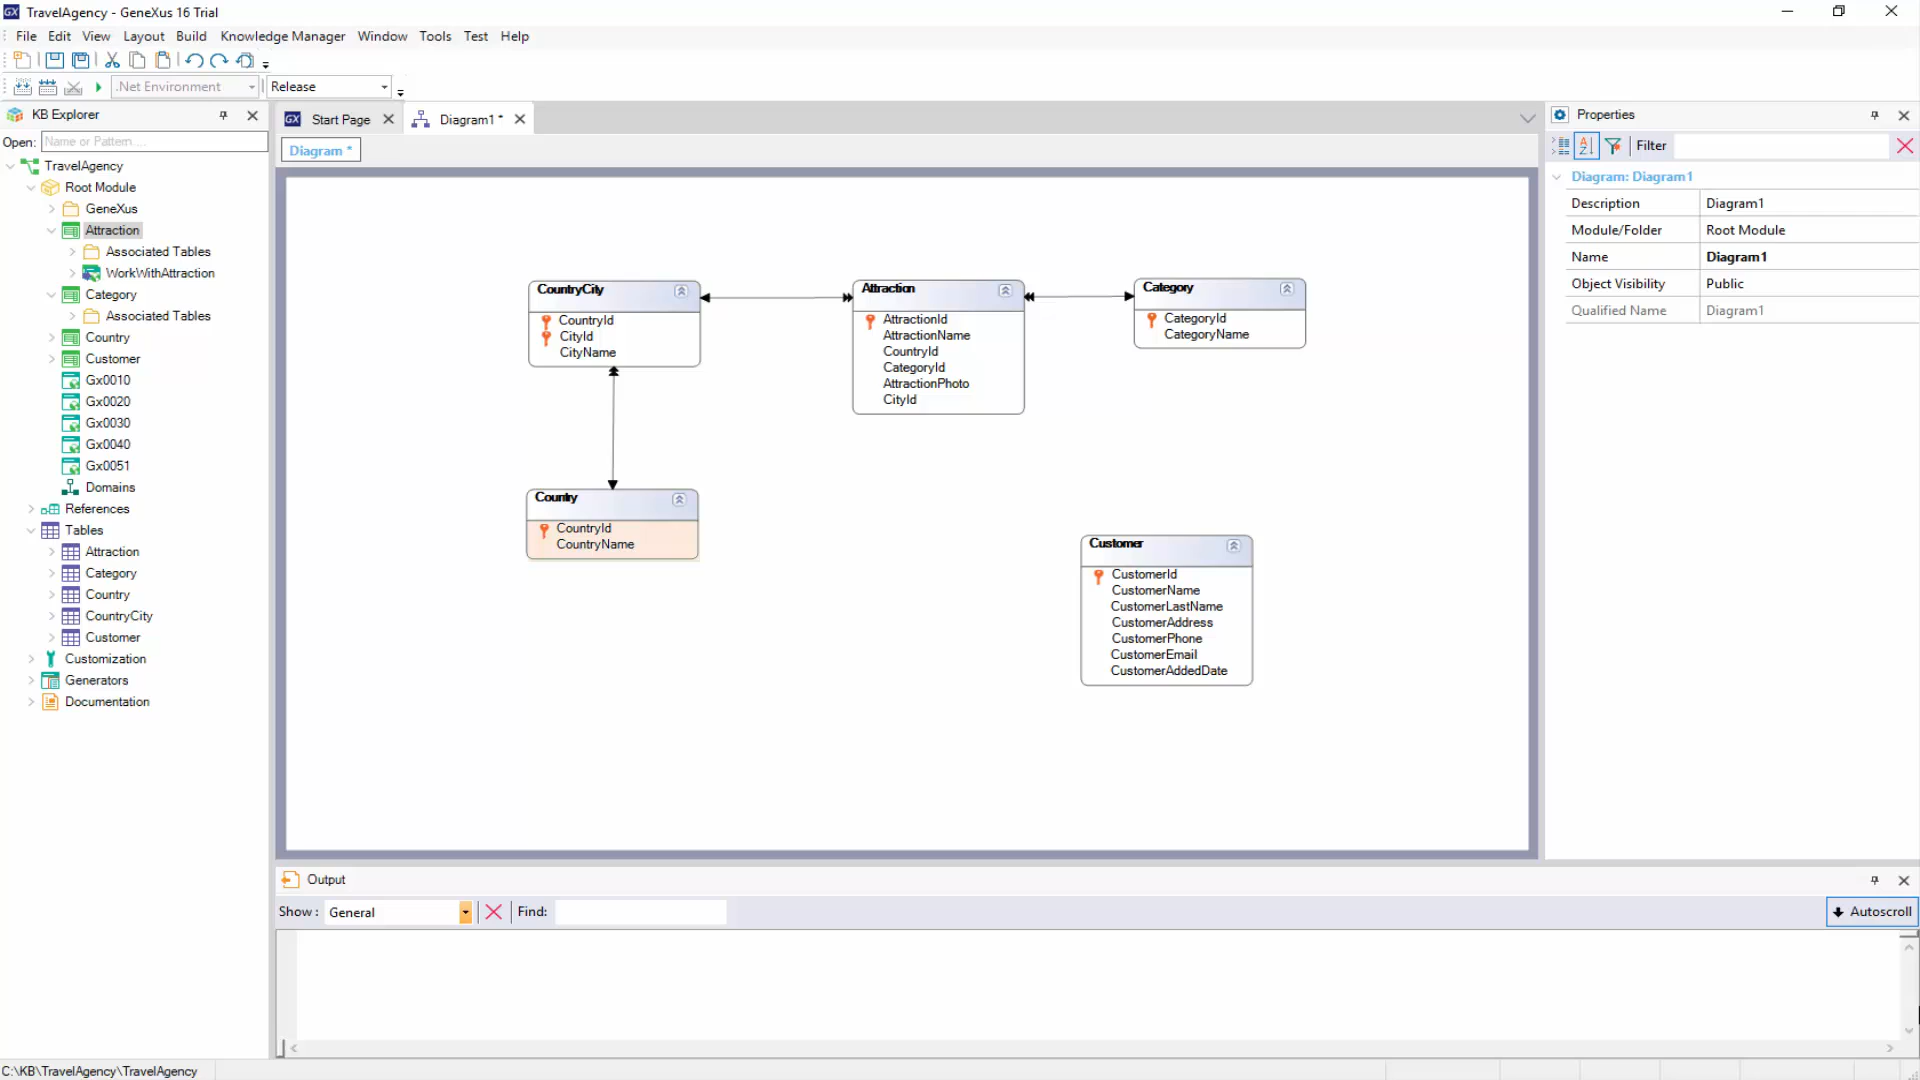 TravelAgency - GeneXus 16 Trial
File Edit View Layout Build Knowledge Manager Window Tools Test Help
.Net Environment Release
KB Explorer
Open: Name or Pattern ...
TravelAgency
Root Module
GeneXus
Attraction
Associated Tables
WorkWithAttraction
Category
Associated Tables
Country
Customer
Gx0010
Gx0020
Gx0030
Gx0040
Gx0051
Domains
References
Tables
Attraction
Category
Country
CountryCity
Customer
Customization
Generators
Documentation
GX Start Page Diagram1 *
Diagram *
CountryCity
CountryId
CityId
CityName
Attraction
AttractionId
AttractionName
CountryId
CategoryId
AttractionPhoto
CityId
Category
CategoryId
CategoryName
Country
CountryId
CountryName
Customer
CustomerId
CustomerName
CustomerLastName
CustomerAddress
CustomerPhone
CustomerEmail
CustomerAddedDate
Properties
Filter
Diagram: Diagram1
Description Diagram1
Module/Folder Root Module
Name Diagram1
Object Visibility Public
Qualified Name Diagram1
Output
Show : General Find: Autoscroll
C:\KB\TravelAgency\TravelAgency